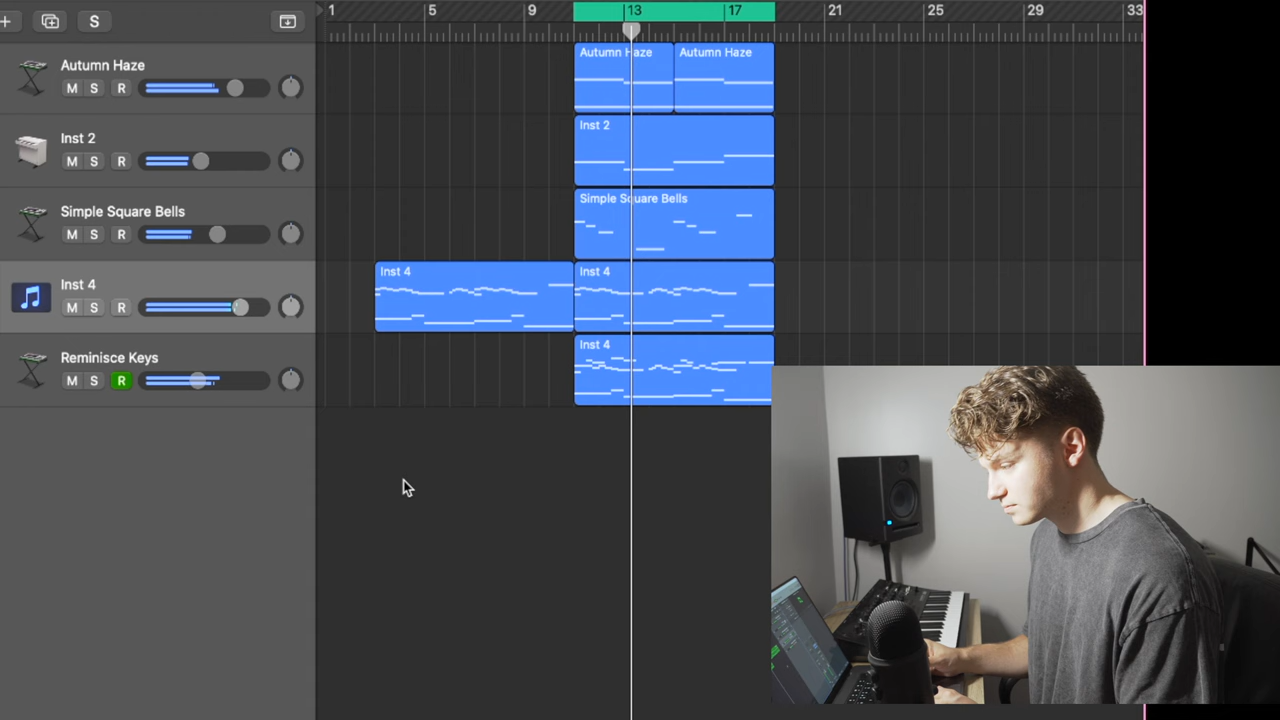 + S 1 5 9 13 17 21 25 29 33
Autumn Haze
M S R
Autumn Haze Autumn Haze
Inst 2
M S R
Inst 2
Simple Square Bells
M S R
Simple Square Bells
Inst 4
M S R
Inst 4 Inst 4
Reminisce Keys
M S R
Inst 4